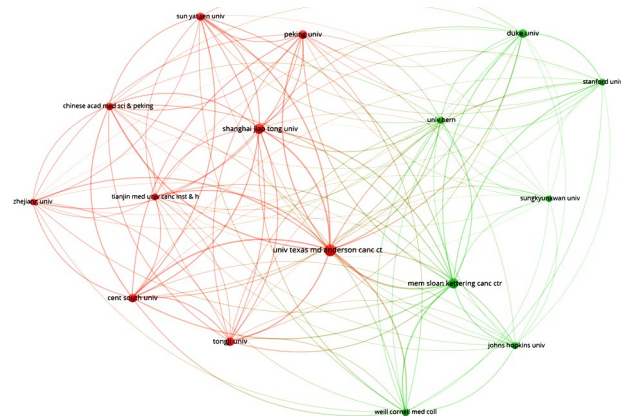 sun yat sen univ
peking univ
duke univ
stanford univ
chinese acad med sci & peking
univ bern
shanghai jiao tong univ
tianjin med univ canc inst & h
zhejiang univ
sungkyunkwan univ
univ texas md anderson canc ct
mem sloan kettering canc ctr
cent south univ
tongji univ
johns hopkins univ
weill cornell med coll